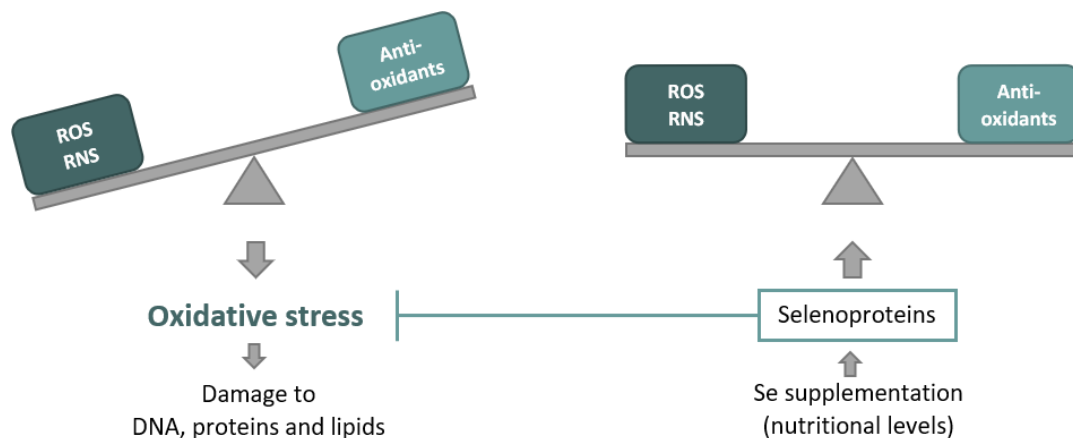 Anti-
oxidants
ROS
RNS
ROS
RNS
Anti-
oxidants
Oxidative stress
Selenoproteins
Damage to
DNA, proteins and lipids
Se supplementation
(nutritional levels)